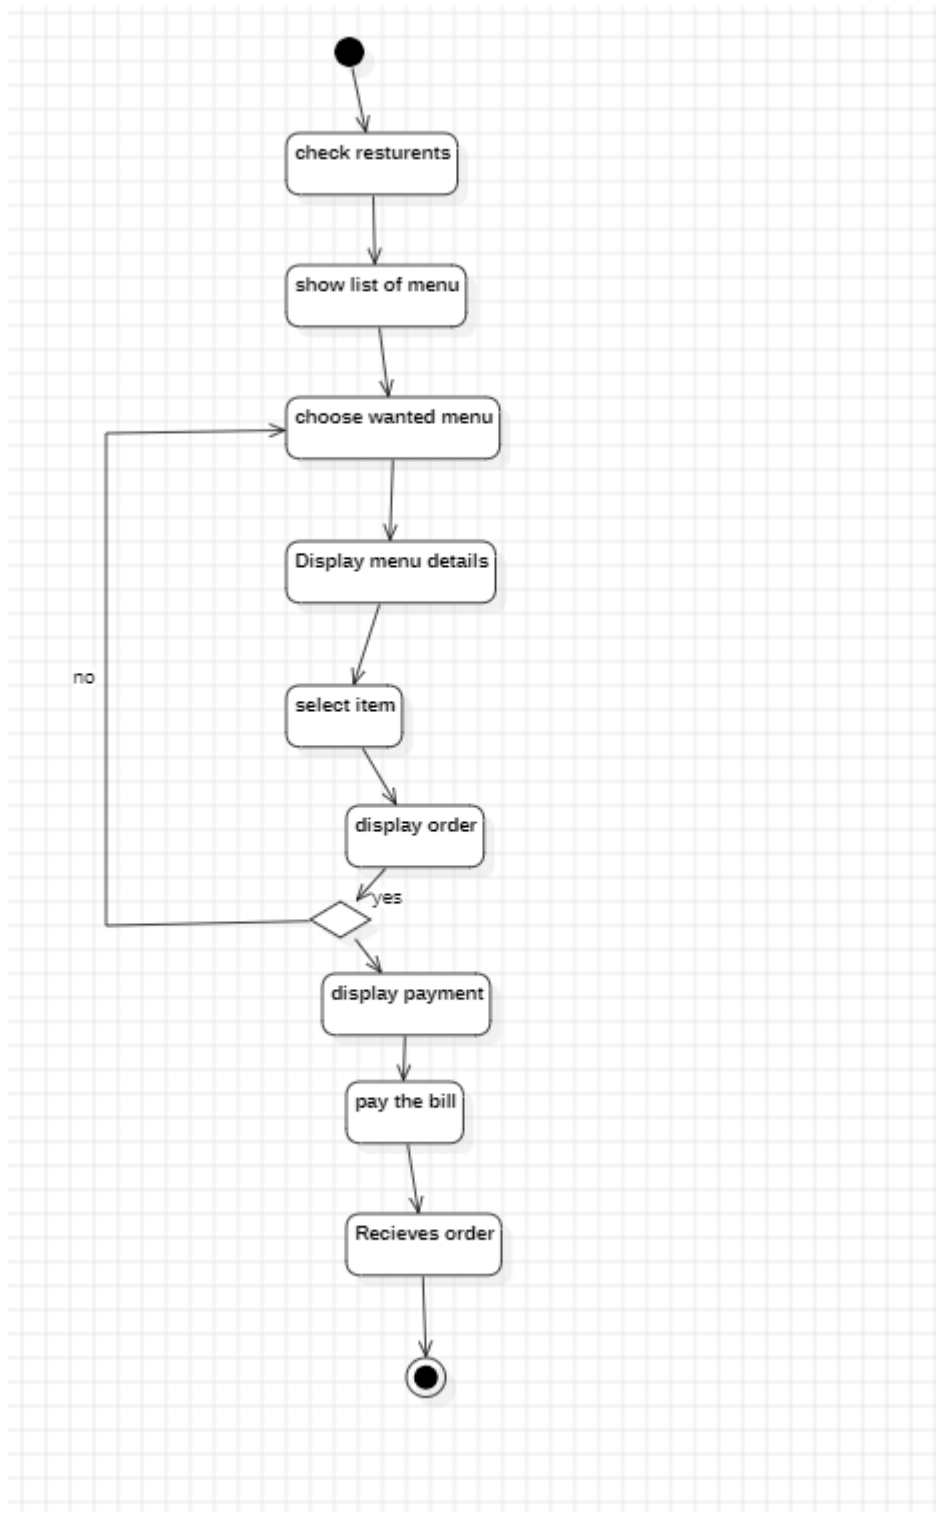 check resturents
show list of menu
choose wanted menu
Display menu details
no
select item
display order
yes
display payment
pay the bill
Recieves order